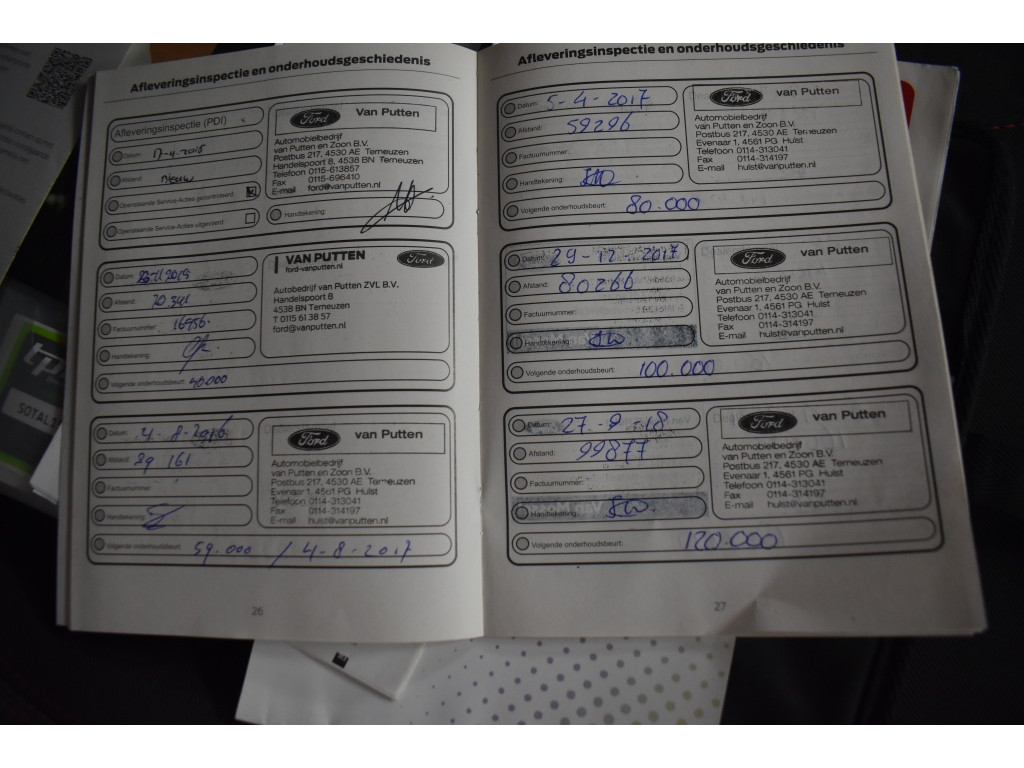 Afleveringsinspectie en onderhoudsgeschiedenis
Afleveringsinspectie (PDI)
Datum: 17-4-2015
Afstand: nieuw
Openstaande Service-Acties gecontroleerd
Openstaande Service-Acties uitgevoerd
Ford van Putten
Automobielbedrijf
van Putten en Zoon B.V.
Postbus 217, 4530 AE Terneuzen
Handelspoort 8, 4538 BN Terneuzen
Telefoon 0115-613857
Fax 0115-696410
E-mail ford@vanputten.nl
Handtekening:
Datum:
Afstand: 20341
Factuurnummer: 16956.
Handtekening:
Volgende onderhoudsbeurt: 40.000
VAN PUTTEN Ford
ford-vanputten.nl
Autobedrijf van Putten ZVL B.V.
Handelspoort 8
4538 BN Terneuzen
T 0115 61 38 57
ford@vanputten.nl
Datum: 4-8-2016
Afstand: 39 161
Factuurnummer:
Handtekening:
Volgende onderhoudsbeurt: 59.000 / 4-8-2017
Ford van Putten
Automobielbedrijf
van Putten en Zoon B.V.
Postbus 217, 4530 AE Terneuzen
Evenaar 1, 4561 PG Hulst
Telefoon 0114-313041
Fax 0114-314197
E-mail hulst@vanputten.nl
26
Afleveringsinspectie en onderhoudsgeschiedenis
Datum: 5-4-2017
Afstand: 59296
Factuurnummer:
Handtekening:
Volgende onderhoudsbeurt: 80.000
Ford van Putten
Automobielbedrijf
van Putten en Zoon B.V.
Postbus 217, 4530 AE Terneuzen
Evenaar 1, 4561 PG Hulst
Telefoon 0114-313041
Fax 0114-314197
E-mail hulst@vanputten.nl
Datum: 29-12-2017
Afstand: 80266
Factuurnummer:
Handtekening:
Volgende onderhoudsbeurt: 100.000
Ford van Putten
Automobielbedrijf
van Putten en Zoon B.V.
Postbus 217, 4530 AE Terneuzen
Evenaar 1, 4561 PG Hulst
Telefoon 0114-313041
Fax 0114-314197
E-mail hulst@vanputten.nl
Datum: 27-9-18
Afstand: 99877
Factuurnummer:
Handtekening:
Volgende onderhoudsbeurt: 120.000
Ford van Putten
Automobielbedrijf
van Putten en Zoon B.V.
Postbus 217, 4530 AE Terneuzen
Evenaar 1, 4561 PG Hulst
Telefoon 0114-313041
Fax 0114-314197
E-mail hulst@vanputten.nl
27